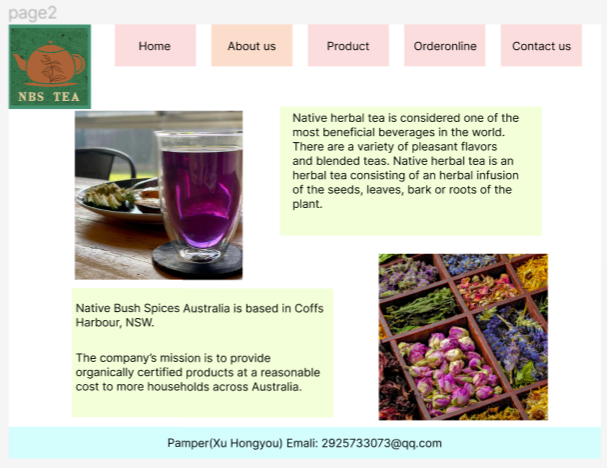 page2
NBS TEA
Home
About us
Product
Orderonline
Contact us
Native herbal tea is considered one of the
most beneficial beverages in the world.
There are a variety of pleasant flavors
and blended teas. Native herbal tea is an
herbal tea consisting of an herbal infusion
of the seeds, leaves, bark or roots of the
plant.
Native Bush Spices Australia is based in Coffs
Harbour, NSW.
The company's mission is to provide
organically certified products at a reasonable
cost to more households across Australia.
Pamper(Xu Hongyou) Emali: 2925733073@qq.com